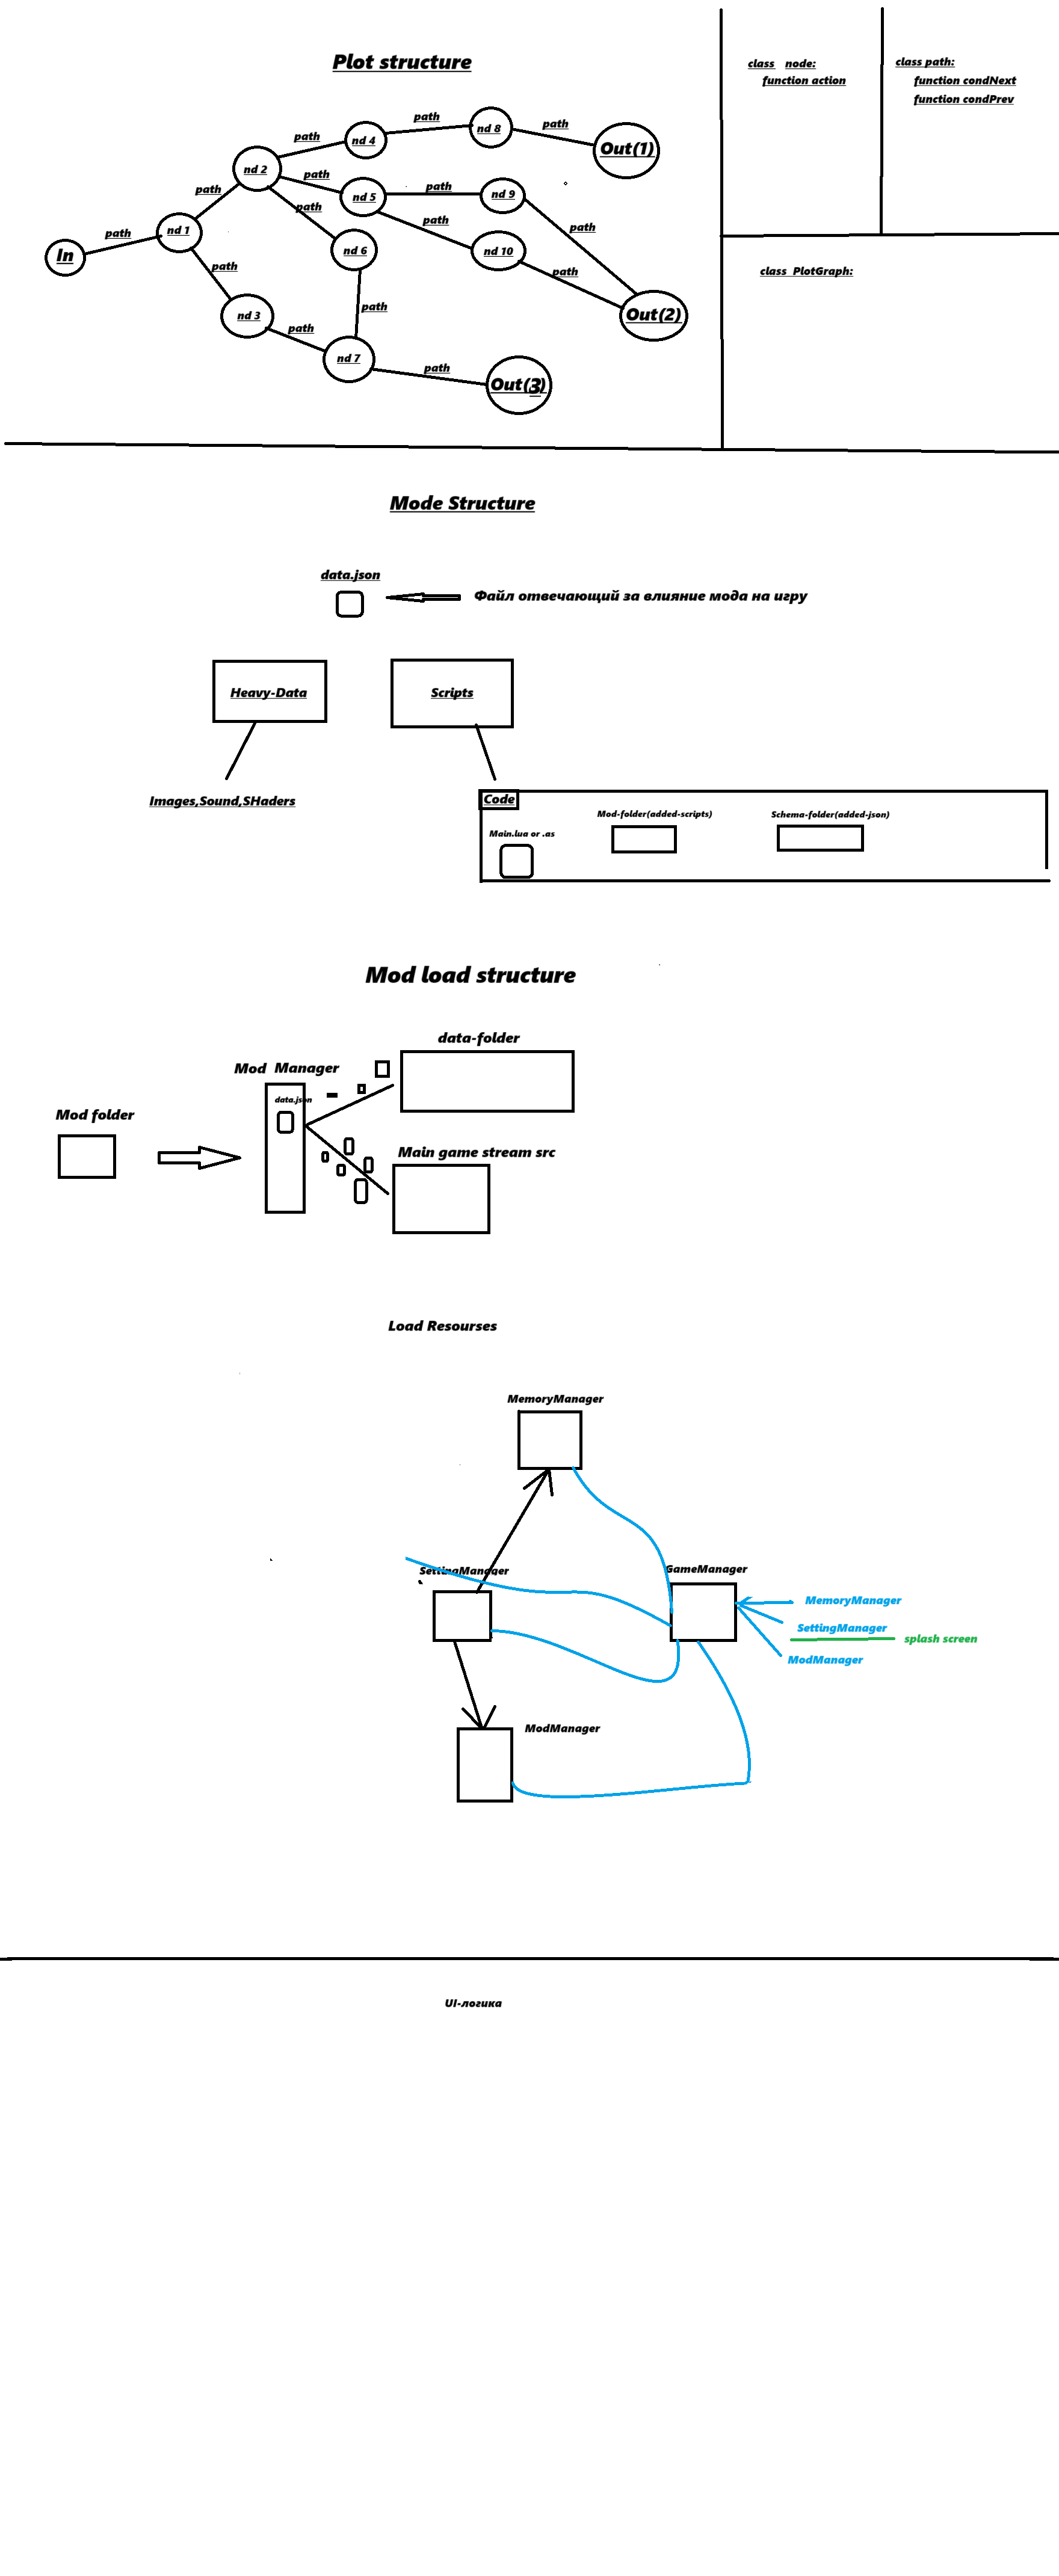 Plot structure
class node:
function action
class path:
function condNext
function condPrev
class PlotGraph:
path
path
path
nd 8
nd 4
Out(1)
nd 2
path
path
path
nd 5
nd 9
path
path
path
nd 1
path
nd 6
nd 10
In
path
path
path
nd 3
Out(2)
path
nd 7
path
Out(3)
Mode Structure
data.json
Файл отвечающий за влияние мода на игру
Heavy-Data
Scripts
Images,Sound,SHaders
Code
Main.lua or .as
Mod-folder(added-scripts)
Schema-folder(added-json)
Mod load structure
data-folder
Mod Manager
data.json
Mod folder
Main game stream src
Load Resourses
MemoryManager
SettingManager
GameManager
MemoryManager
SettingManager
splash screen
ModManager
ModManager
UI-логика